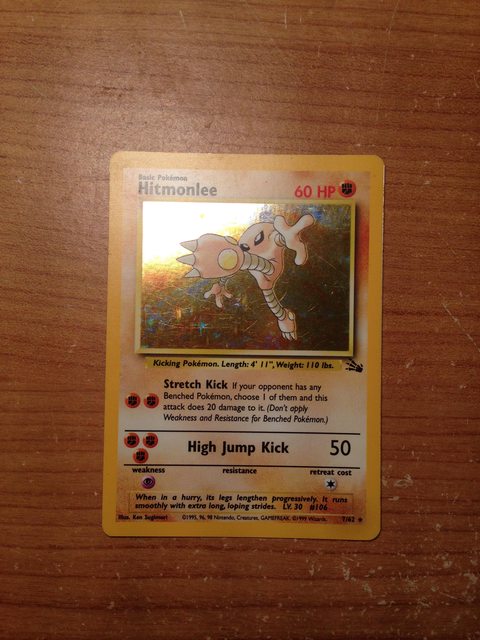 Basic Pokémon
Hitmonlee
60 HP
Kicking Pokémon. Length: 4' 11", Weight: 110 lbs.
Stretch Kick If your opponent has any
Benched Pokémon, choose 1 of them and this
attack does 20 damage to it. (Don't apply
Weakness and Resistance for Benched Pokémon.)
High Jump Kick 50
weakness resistance retreat cost
When in a hurry, its legs lengthen progressively. It runs
smoothly with extra long, loping strides. LV. 30 #106
Illus. Ken Sugimori ©1995, 96, 98 Nintendo, Creatures, GAMEFREAK. ©1999 Wizards. 7/62